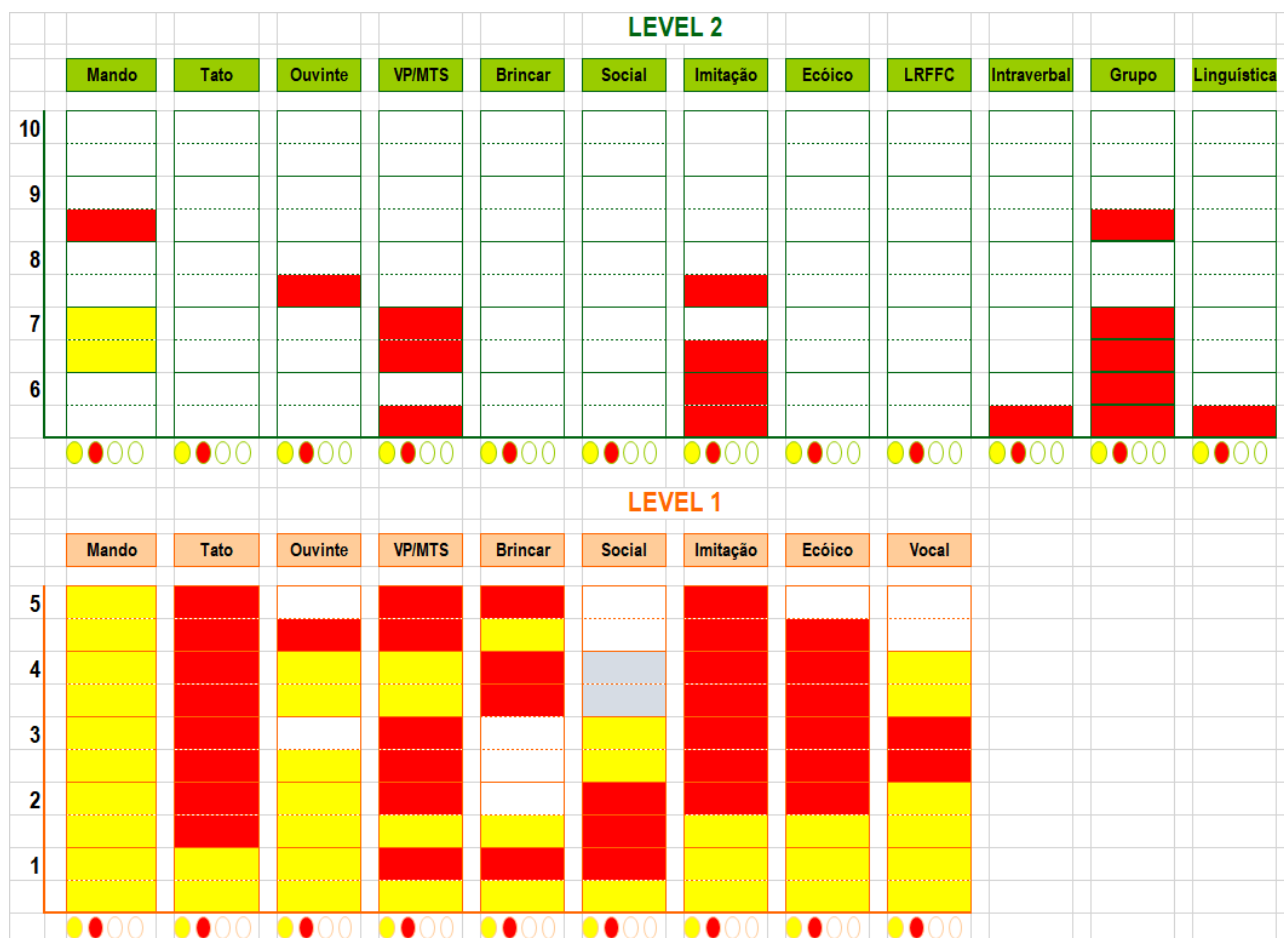 LEVEL 2
Mando Tato Ouvinte VP/MTS Brincar Social Imitação Ecóico LRFFC Intraverbal Grupo Linguística
10
9
8
7
6
LEVEL 1
Mando Tato Ouvinte VP/MTS Brincar Social Imitação Ecóico Vocal
5
4
3
2
1